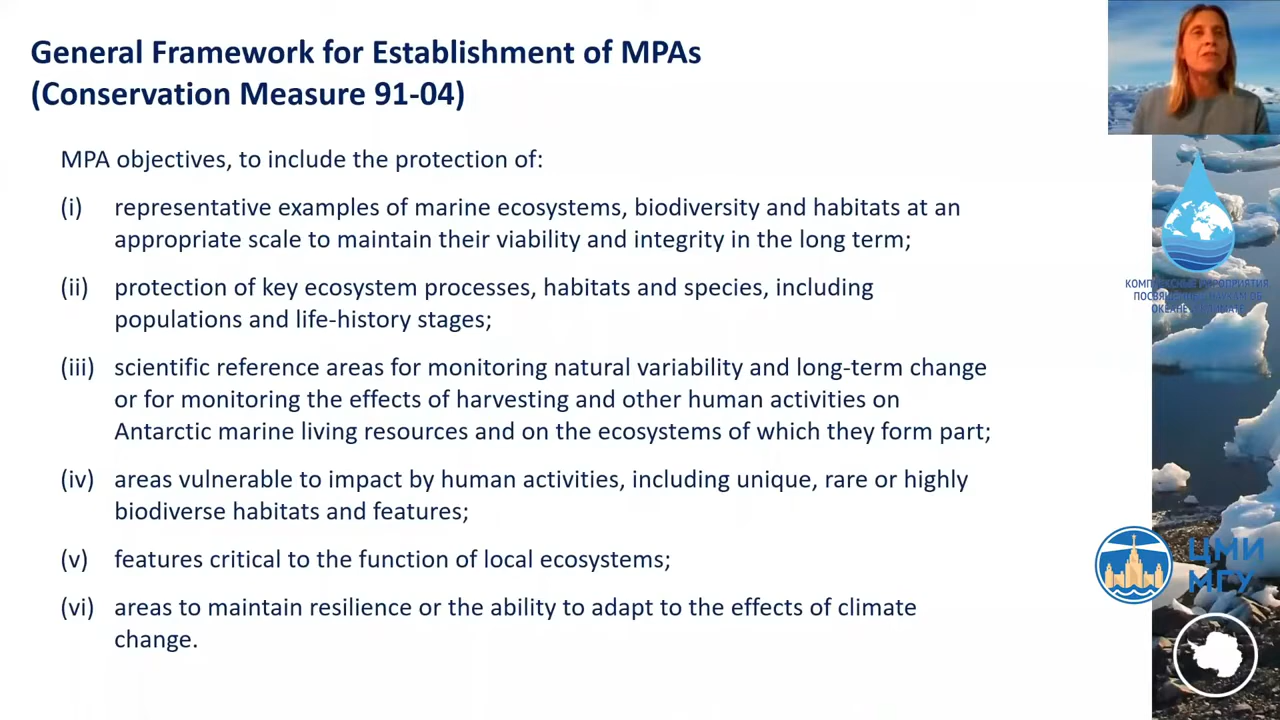 General Framework for Establishment of MPAs
(Conservation Measure 91-04)
MPA objectives, to include the protection of:
(i) representative examples of marine ecosystems, biodiversity and habitats at an
appropriate scale to maintain their viability and integrity in the long term;
(ii) protection of key ecosystem processes, habitats and species, including
populations and life-history stages;
(iii) scientific reference areas for monitoring natural variability and long-term change
or for monitoring the effects of harvesting and other human activities on
Antarctic marine living resources and on the ecosystems of which they form part;
(iv) areas vulnerable to impact by human activities, including unique, rare or highly
biodiverse habitats and features;
(v) features critical to the function of local ecosystems;
(vi) areas to maintain resilience or the ability to adapt to the effects of climate
change.
КОМПЛЕКСНЫЕ МЕРОПРИЯТИЯ
ПОСВЯЩЕННЫЕ НАУКАМ ОБ
ОКЕАНЕ И КЛИМАТЕ
ЦМИ
МГУ